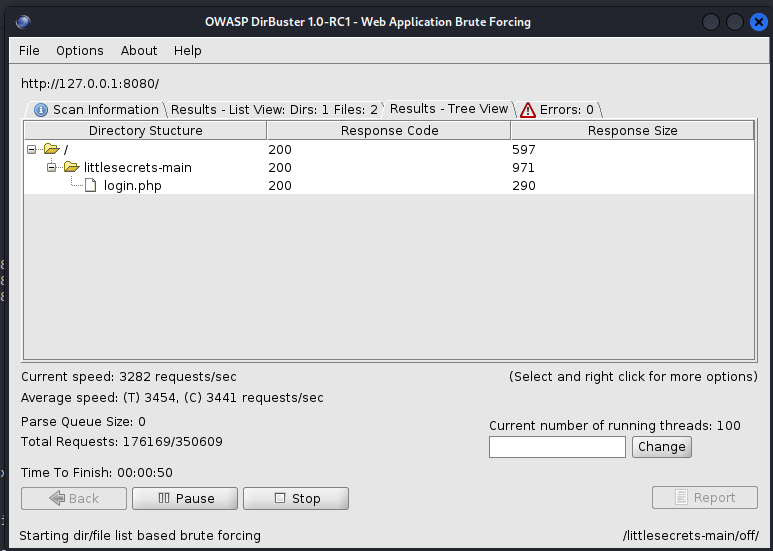 OWASP DirBuster 1.0-RC1 - Web Application Brute Forcing
File Options About Help
http://127.0.0.1:8080/
Scan Information Results - List View: Dirs: 1 Files: 2 Results - Tree View Errors: 0
Directory Stucture Response Code Response Size
/ 200 597
littlesecrets-main 200 971
login.php 200 290
Current speed: 3282 requests/sec (Select and right click for more options)
Average speed: (T) 3454, (C) 3441 requests/sec
Parse Queue Size: 0
Current number of running threads: 100
Total Requests: 176169/350609
Change
Time To Finish: 00:00:50
Back Pause Stop Report
Starting dir/file list based brute forcing /littlesecrets-main/off/